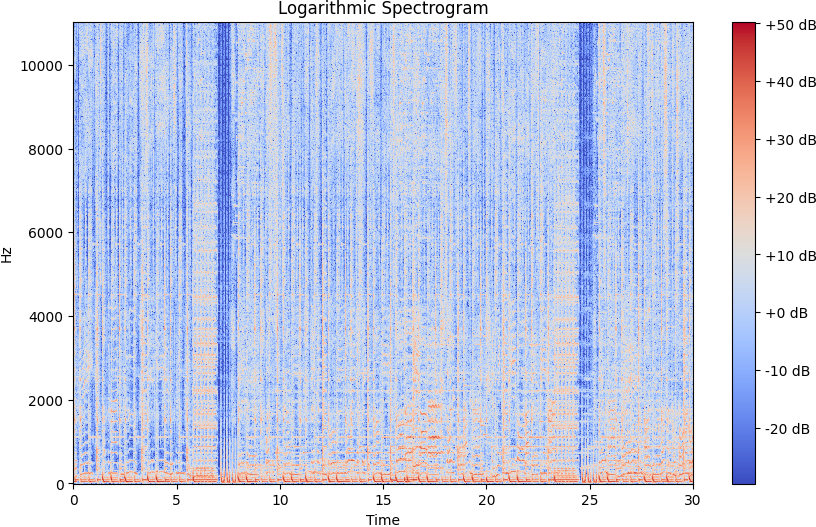 Logarithmic Spectrogram
Hz
10000
8000
6000
4000
2000
0
0 5 10 15 20 25 30
Time
+50 dB
+40 dB
+30 dB
+20 dB
+10 dB
+0 dB
-10 dB
-20 dB